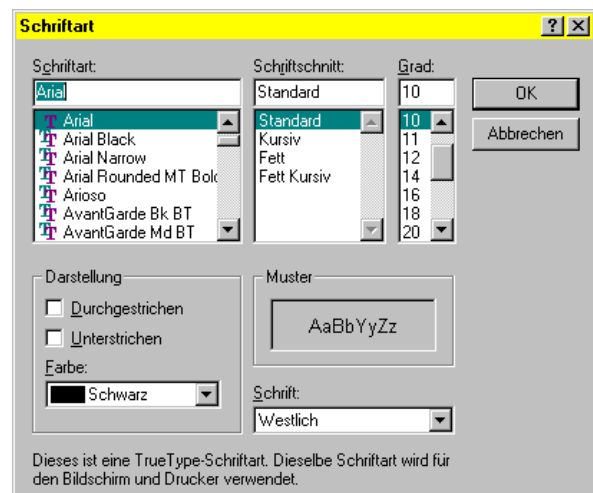 Schriftart
Schriftart:
Arial
Arial
Arial Black
Arial Narrow
Arial Rounded MT Bolc
Arioso
AvantGarde Bk BT
AvantGarde Md BT
Schriftschnitt:
Standard
Standard
Kursiv
Fett
Fett Kursiv
Grad:
10
10
11
12
14
16
18
20
OK
Abbrechen
Darstellung
Durchgestrichen
Unterstrichen
Farbe:
Schwarz
Muster
AaBbYyZz
Schrift:
Westlich
Dieses ist eine TrueType-Schriftart. Dieselbe Schriftart wird für
den Bildschirm und Drucker verwendet.